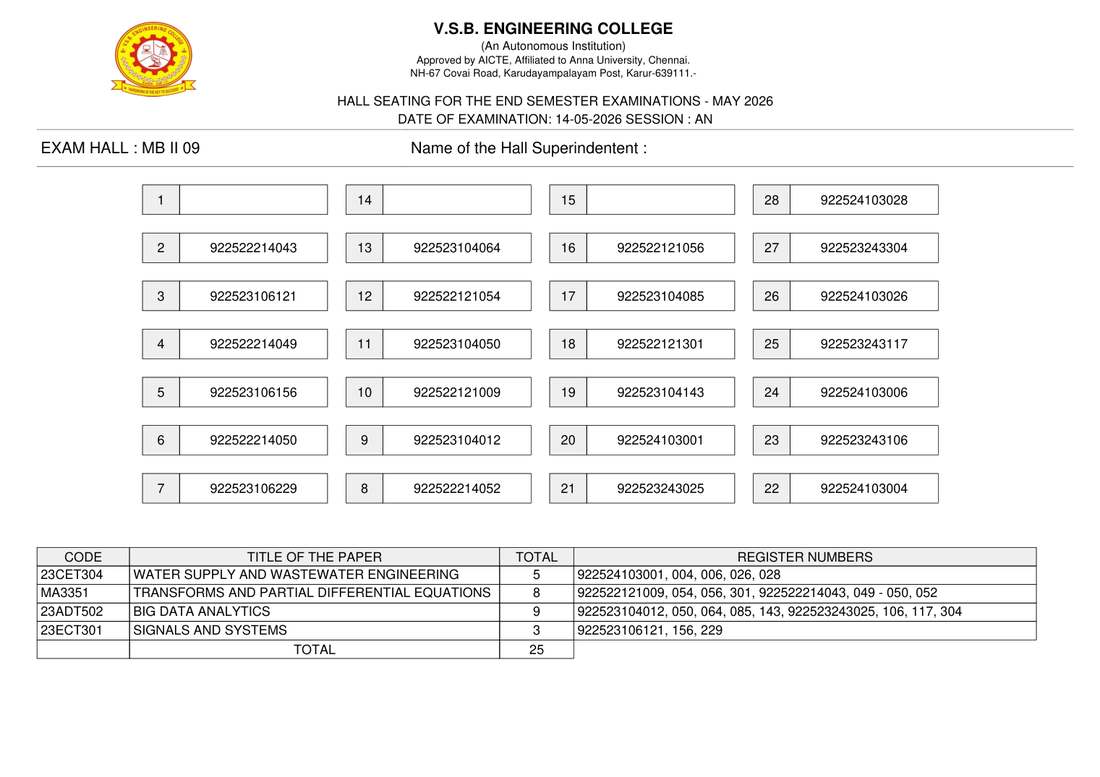 V.S.B. ENGINEERING COLLEGE
(An Autonomous Institution)
Approved by AICTE, Affiliated to Anna University, Chennai.
NH-67 Covai Road, Karudayampalayam Post, Karur-639111.-
HALL SEATING FOR THE END SEMESTER EXAMINATIONS - MAY 2026
DATE OF EXAMINATION: 14-05-2026 SESSION : AN
EXAM HALL : MB II 09 Name of the Hall Superindentent :
1 14 15 28 922524103028
2 922522214043 13 922523104064 16 922522121056 27 922523243304
3 922523106121 12 922522121054 17 922523104085 26 922524103026
4 922522214049 11 922523104050 18 922522121301 25 922523243117
5 922523106156 10 922522121009 19 922523104143 24 922524103006
6 922522214050 9 922523104012 20 922524103001 23 922523243106
7 922523106229 8 922522214052 21 922523243025 22 922524103004
CODE TITLE OF THE PAPER TOTAL REGISTER NUMBERS
23CET304 WATER SUPPLY AND WASTEWATER ENGINEERING 5 922524103001, 004, 006, 026, 028
MA3351 TRANSFORMS AND PARTIAL DIFFERENTIAL EQUATIONS 8 922522121009, 054, 056, 301, 922522214043, 049 - 050, 052
23ADT502 BIG DATA ANALYTICS 9 922523104012, 050, 064, 085, 143, 922523243025, 106, 117, 304
23ECT301 SIGNALS AND SYSTEMS 3 922523106121, 156, 229
TOTAL 25